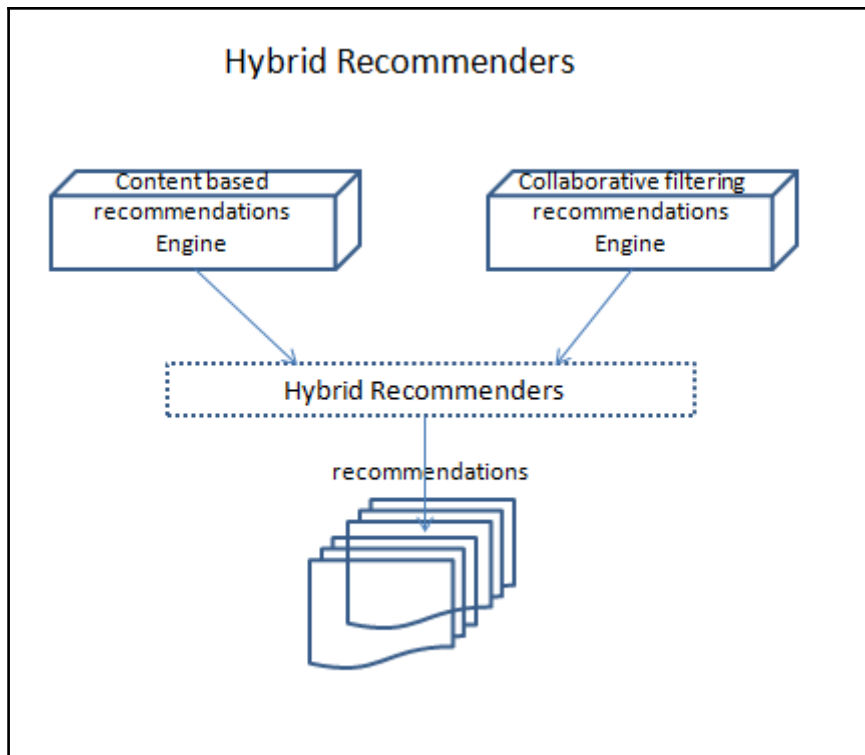 Hybrid Recommenders
Content based
recommendations
Engine
Collaborative filtering
recommendations
Engine
Hybrid Recommenders
recommendations